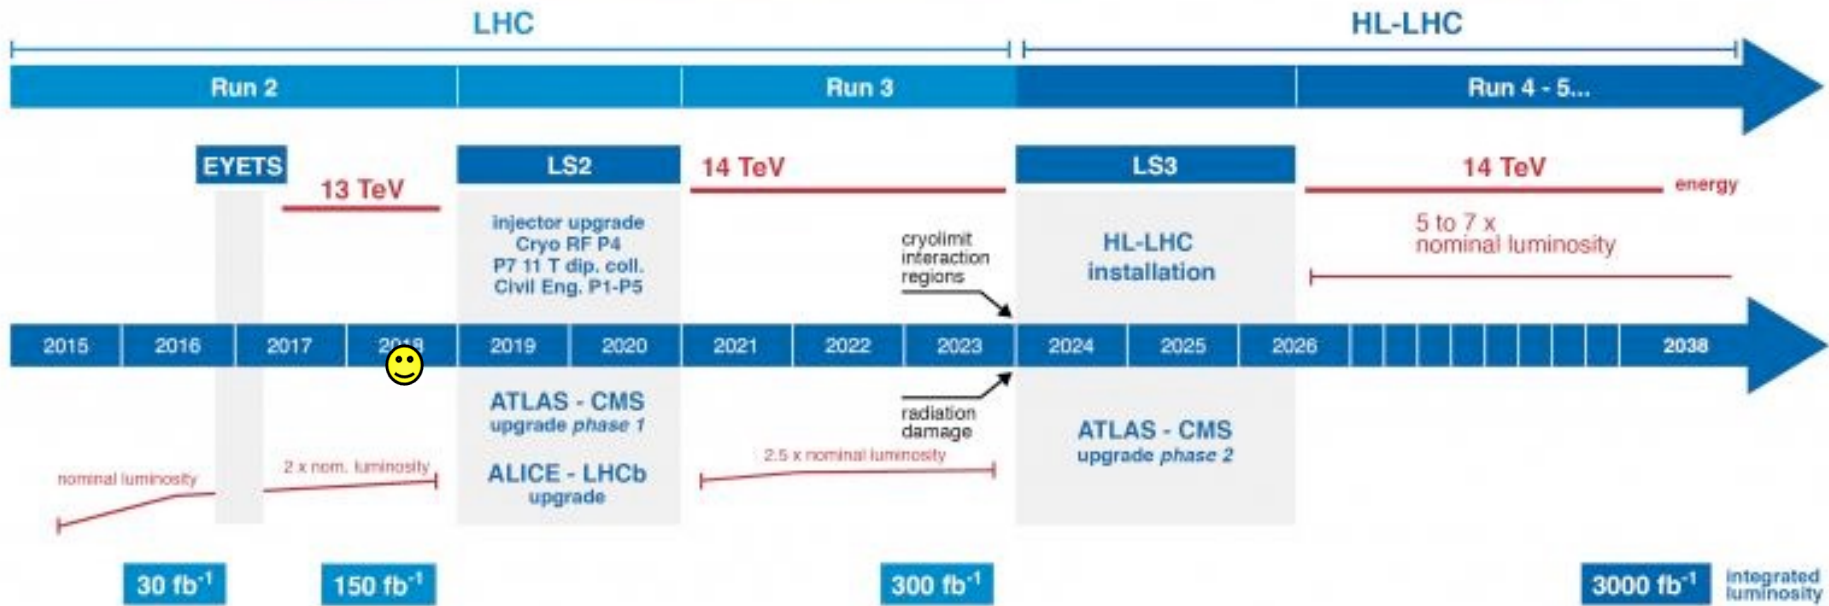 LHC
HL-LHC
Run 2
Run 3
Run 4 - 5...
EYETS
13 TeV
LS2
14 TeV
LS3
14 TeV
energy
injector upgrade
Cryo RF P4
P7 11 T dip. coll.
Civil Eng. P1-P5
cryolimit
interaction
regions
HL-LHC
installation
5 to 7 x
nominal luminosity
2015
2016
2017
2018
2019
2020
2021
2022
2023
2024
2025
2026
2038
ATLAS - CMS
upgrade phase 1
ALICE - LHCb
upgrade
radiation
damage
ATLAS - CMS
upgrade phase 2
nominal luminosity
2 x nom. luminosity
2.5 x nominal luminosity
30 fb⁻¹
150 fb⁻¹
300 fb⁻¹
3000 fb⁻¹
integrated
luminosity